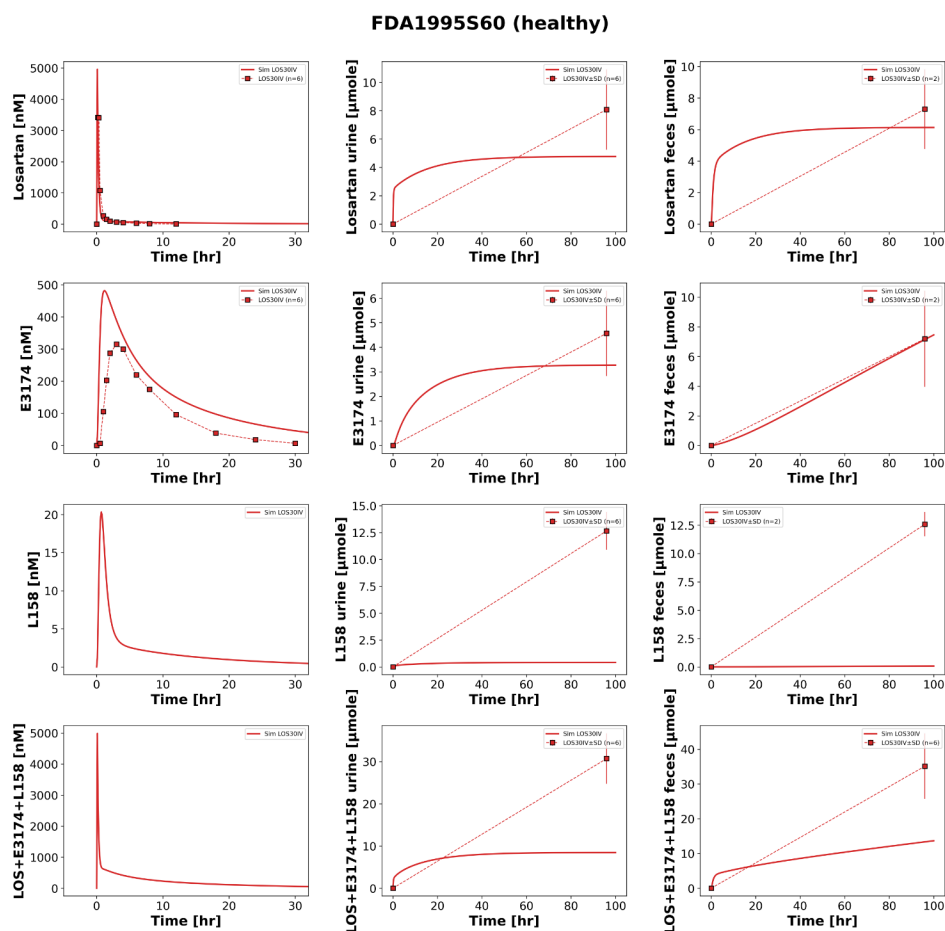 FDA1995S60 (healthy)
Losartan [nM]
5000
4000
3000
2000
1000
0
Sim LOS30IV
LOS30IV (n=6)
0 10 20 30
Time [hr]
Losartan urine [µmole]
10
8
6
4
2
0
Sim LOS30IV
LOS30IV±SD (n=6)
0 20 40 60 80 100
Time [hr]
Losartan feces [µmole]
10
8
6
4
2
0
Sim LOS30IV
LOS30IV±SD (n=2)
0 20 40 60 80 100
Time [hr]
E3174 [nM]
500
400
300
200
100
0
Sim LOS30IV
LOS30IV (n=6)
0 10 20 30
Time [hr]
E3174 urine [µmole]
6
5
4
3
2
1
0
Sim LOS30IV
LOS30IV±SD (n=6)
0 20 40 60 80 100
Time [hr]
E3174 feces [µmole]
10
8
6
4
2
0
Sim LOS30IV
LOS30IV±SD (n=2)
0 20 40 60 80 100
Time [hr]
L158 [nM]
20
15
10
5
0
Sim LOS30IV
0 10 20 30
Time [hr]
L158 urine [µmole]
15.0
12.5
10.0
7.5
5.0
2.5
0.0
Sim LOS30IV
LOS30IV±SD (n=6)
0 20 40 60 80 100
Time [hr]
L158 feces [µmole]
12.5
10.0
7.5
5.0
2.5
0.0
Sim LOS30IV
LOS30IV±SD (n=2)
0 20 40 60 80 100
Time [hr]
LOS+E3174+L158 [nM]
5000
4000
3000
2000
1000
0
Sim LOS30IV
0 10 20 30
Time [hr]
LOS+E3174+L158 urine [µmole]
30
20
10
0
Sim LOS30IV
LOS30IV±SD (n=6)
0 20 40 60 80 100
Time [hr]
LOS+E3174+L158 feces [µmole]
40
30
20
10
0
Sim LOS30IV
LOS30IV±SD (n=6)
0 20 40 60 80 100
Time [hr]